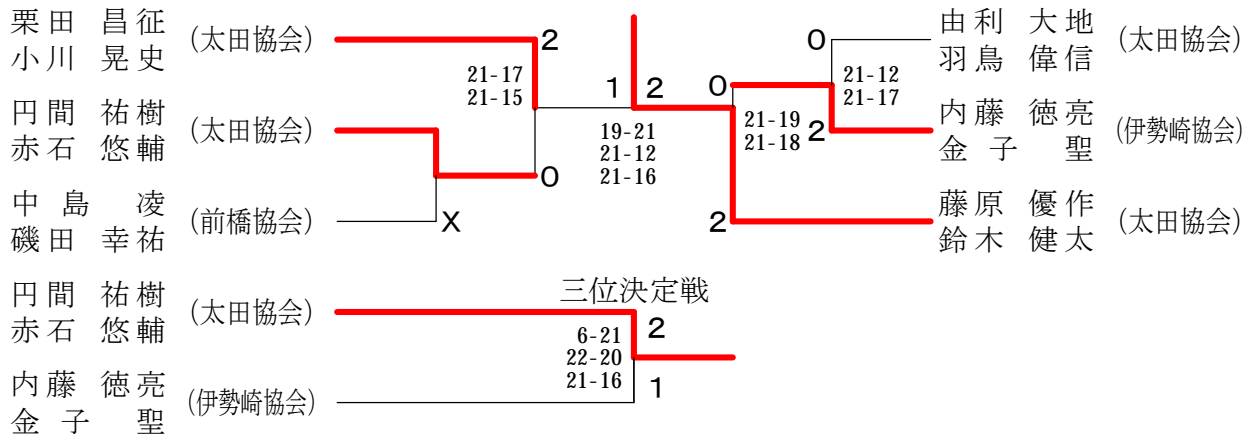 栗田 昌征
小川 晃史
(太田協会)
2
21-17
21-15
円間 祐樹
赤石 悠輔
(太田協会)
0
中島 凌
磯田 幸祐
(前橋協会)
X
1
2
19-21
21-12
21-16
由利 大地
羽鳥 偉信
(太田協会)
0
21-12
21-17
内藤 徳亮
金子 聖
(伊勢崎協会)
2
0
21-19
21-18
藤原 優作
鈴木 健太
(太田協会)
2
三位決定戦
円間 祐樹
赤石 悠輔
(太田協会)
2
6-21
22-20
21-16
内藤 徳亮
金子 聖
(伊勢崎協会)
1